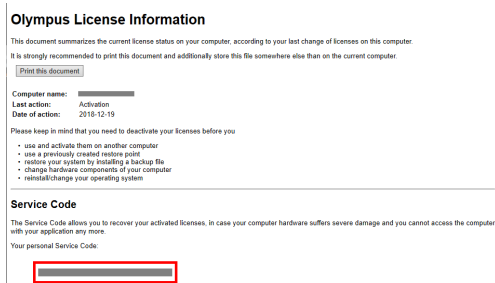 Olympus License Information
This document summarizes the current license status on your computer, according to your last change of licenses on this computer.
It is strongly recommended to print this document and additionally store this file somewhere else than on the current computer.
Print this document
Computer name:
Last action: Activation
Date of action: 2018-12-19
Please keep in mind that you need to deactivate your licenses before you
• use and activate them on another computer
• use a previously created restore point
• restore your system by installing a backup file
• change hardware components of your computer
• reinstall/change your operating system
Service Code
The Service Code allows you to recover your activated licenses, in case your computer hardware suffers severe damage and you cannot access the computer
with your application any more.
Your personal Service Code: